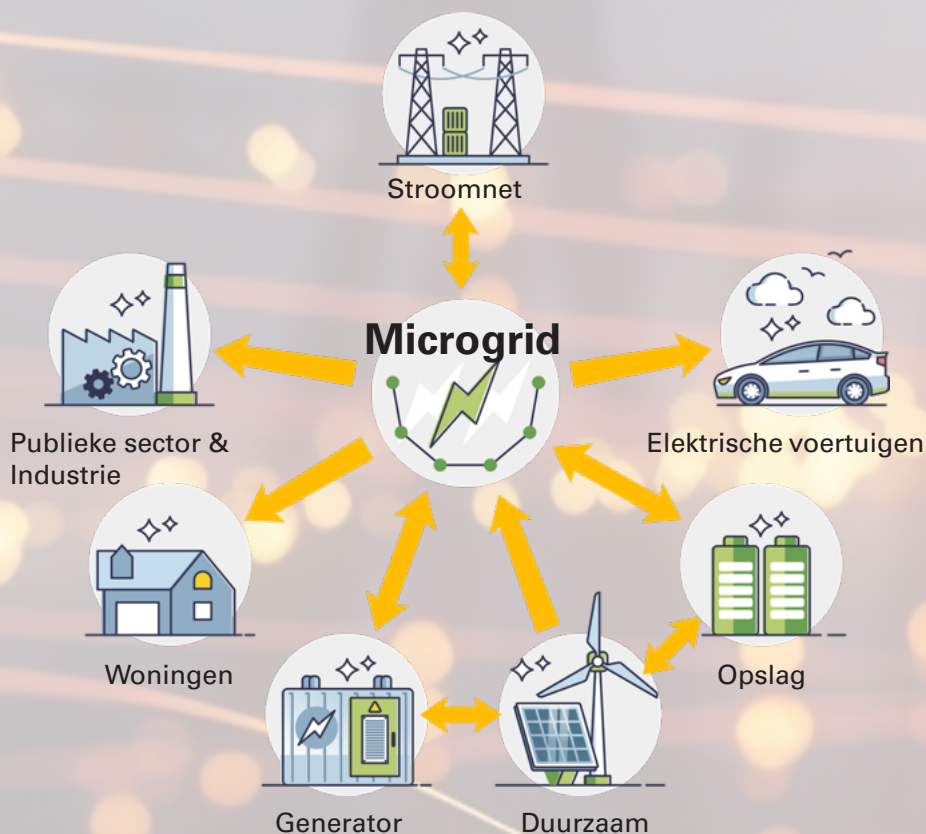 Stroomnet
Microgrid
Publieke sector &
Industrie
Elektrische voertuigen
Woningen
Opslag
Generator
Duurzaam